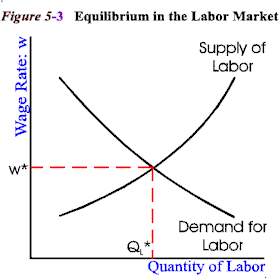 Figure 5-3 Equilibrium in the Labor Market
Wage Rate: w
Supply of
Labor
w*
Demand for
Labor
QL*
Quantity of Labor